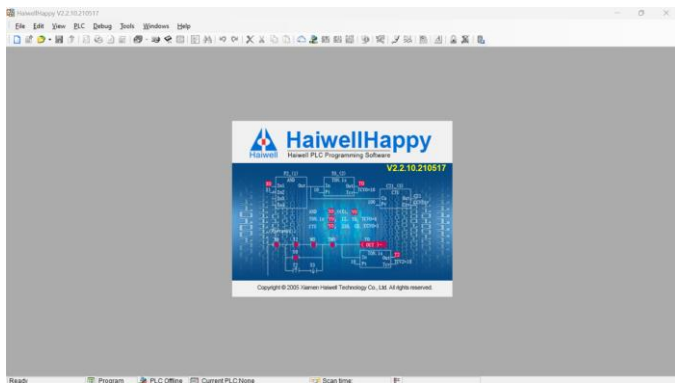 HaiwellHappy V2.2.10.210517
File Edit View PLC Debug Tools Windows Help
HaiwellHappy
Haiwell
Haiwell PLC Programming Software
V2.2.10.210517
Copyright © 2005 Xiamen Haiwell Technology Co., Ltd. All rights reserved.
Ready Program PLC Offline Current PLC:None Scan time: